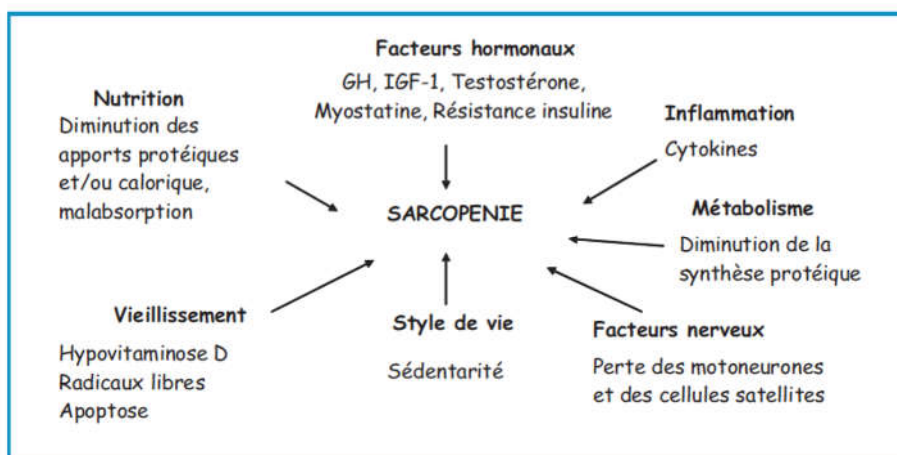 Facteurs hormonaux
GH, IGF-1, Testostérone,
Myostatine, Résistance insuline
Nutrition
Diminution des
apports protéiques
et/ou calorique,
malabsorption
Inflammation
Cytokines
SARCOPENIE
Métabolisme
Diminution de la
synthèse protéique
Vieillissement
Hypovitaminose D
Radicaux libres
Apoptose
Style de vie
Sédentarité
Facteurs nerveux
Perte des motoneurones
et des cellules satellites